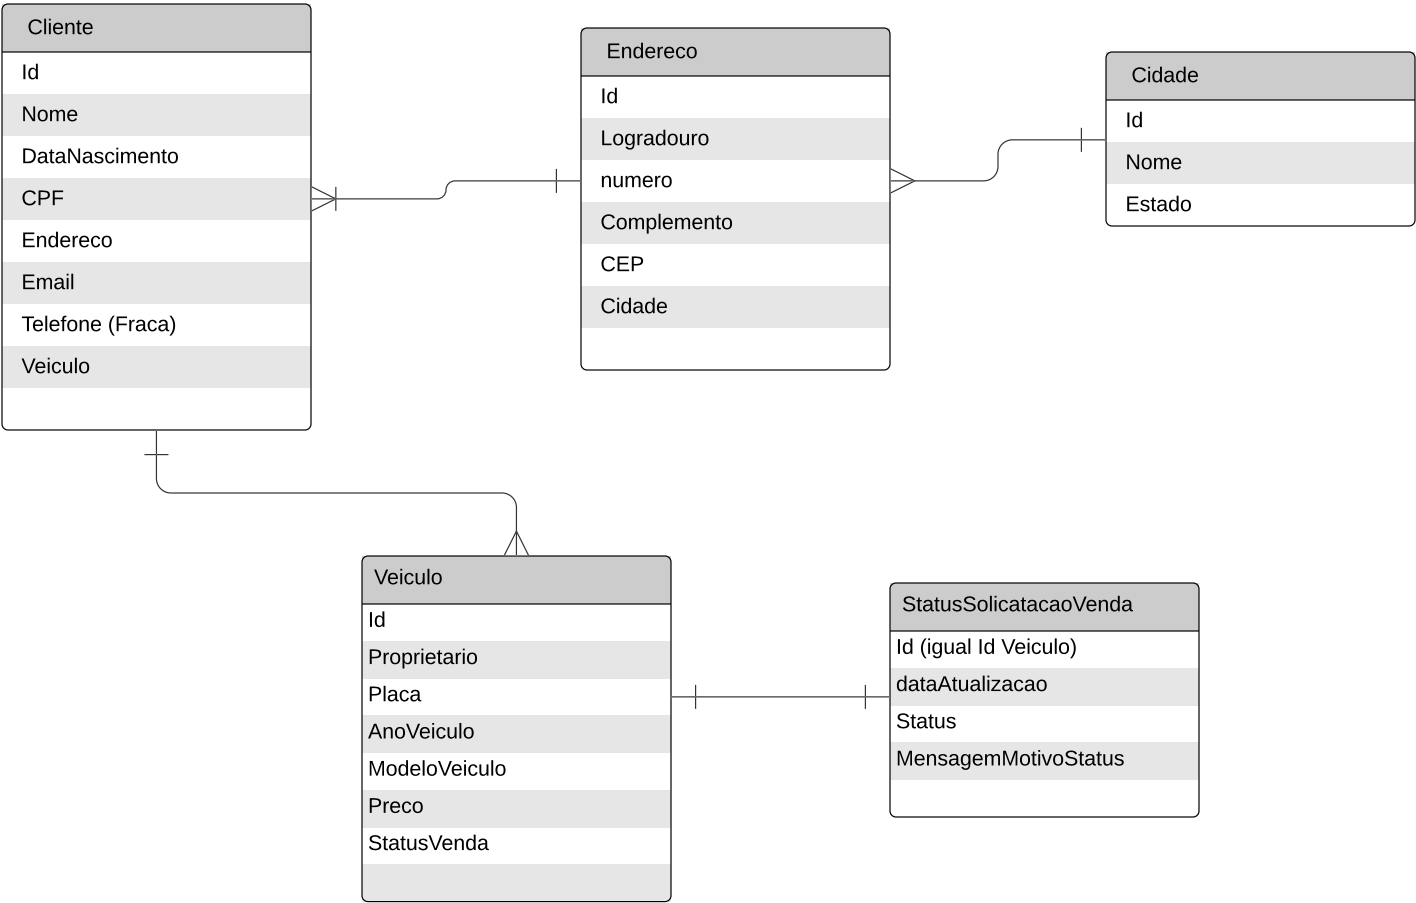 Cliente
Id
Nome
DataNascimento
CPF
Endereco
Email
Telefone (Fraca)
Veiculo
Endereco
Id
Logradouro
numero
Complemento
CEP
Cidade
Cidade
Id
Nome
Estado
Veiculo
Id
Proprietario
Placa
AnoVeiculo
ModeloVeiculo
Preco
StatusVenda
StatusSolicatacaoVenda
Id (igual Id Veiculo)
dataAtualizacao
Status
MensagemMotivoStatus